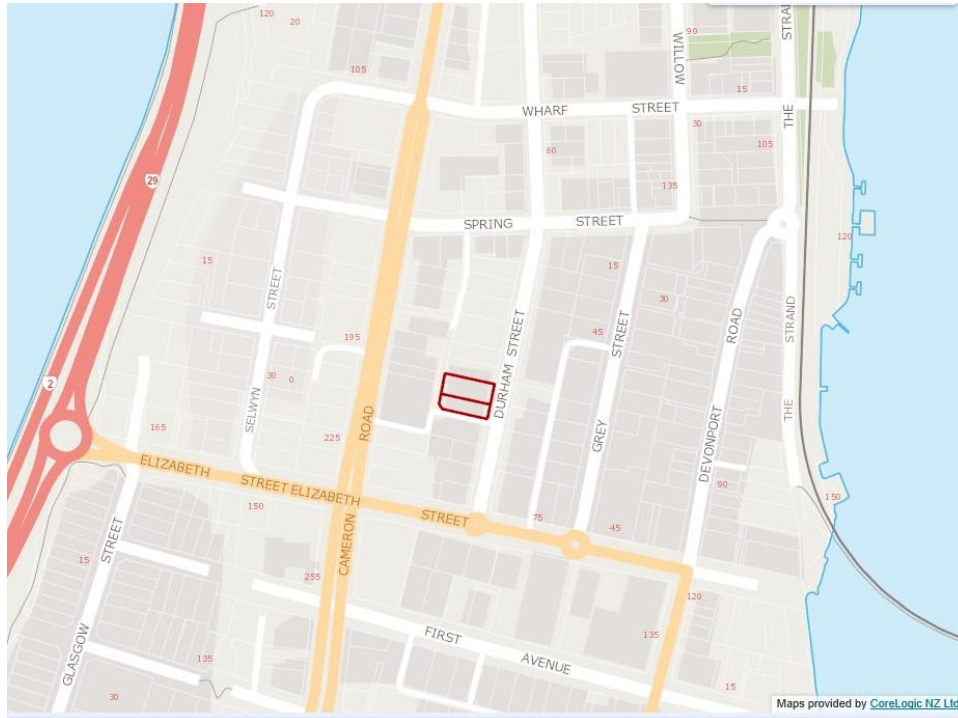 120
20
105
WHARF
STREET
60
WILLOW
90
15
30
105
135
THE
STRAND
29
SPRING
STREET
120
15
STREET
SELWYN
195
30
0
225
CAMERON
ROAD
DURHAM STREET
15
45
GREY
STREET
30
DEVONPORT
ROAD
THE
STRAND
2
165
ELIZABETH
STREET
ELIZABETH
STREET
150
75
45
90
150
GLASGOW
STREET
15
135
30
255
FIRST
AVENUE
120
135
15
Maps provided by CoreLogic NZ Ltd